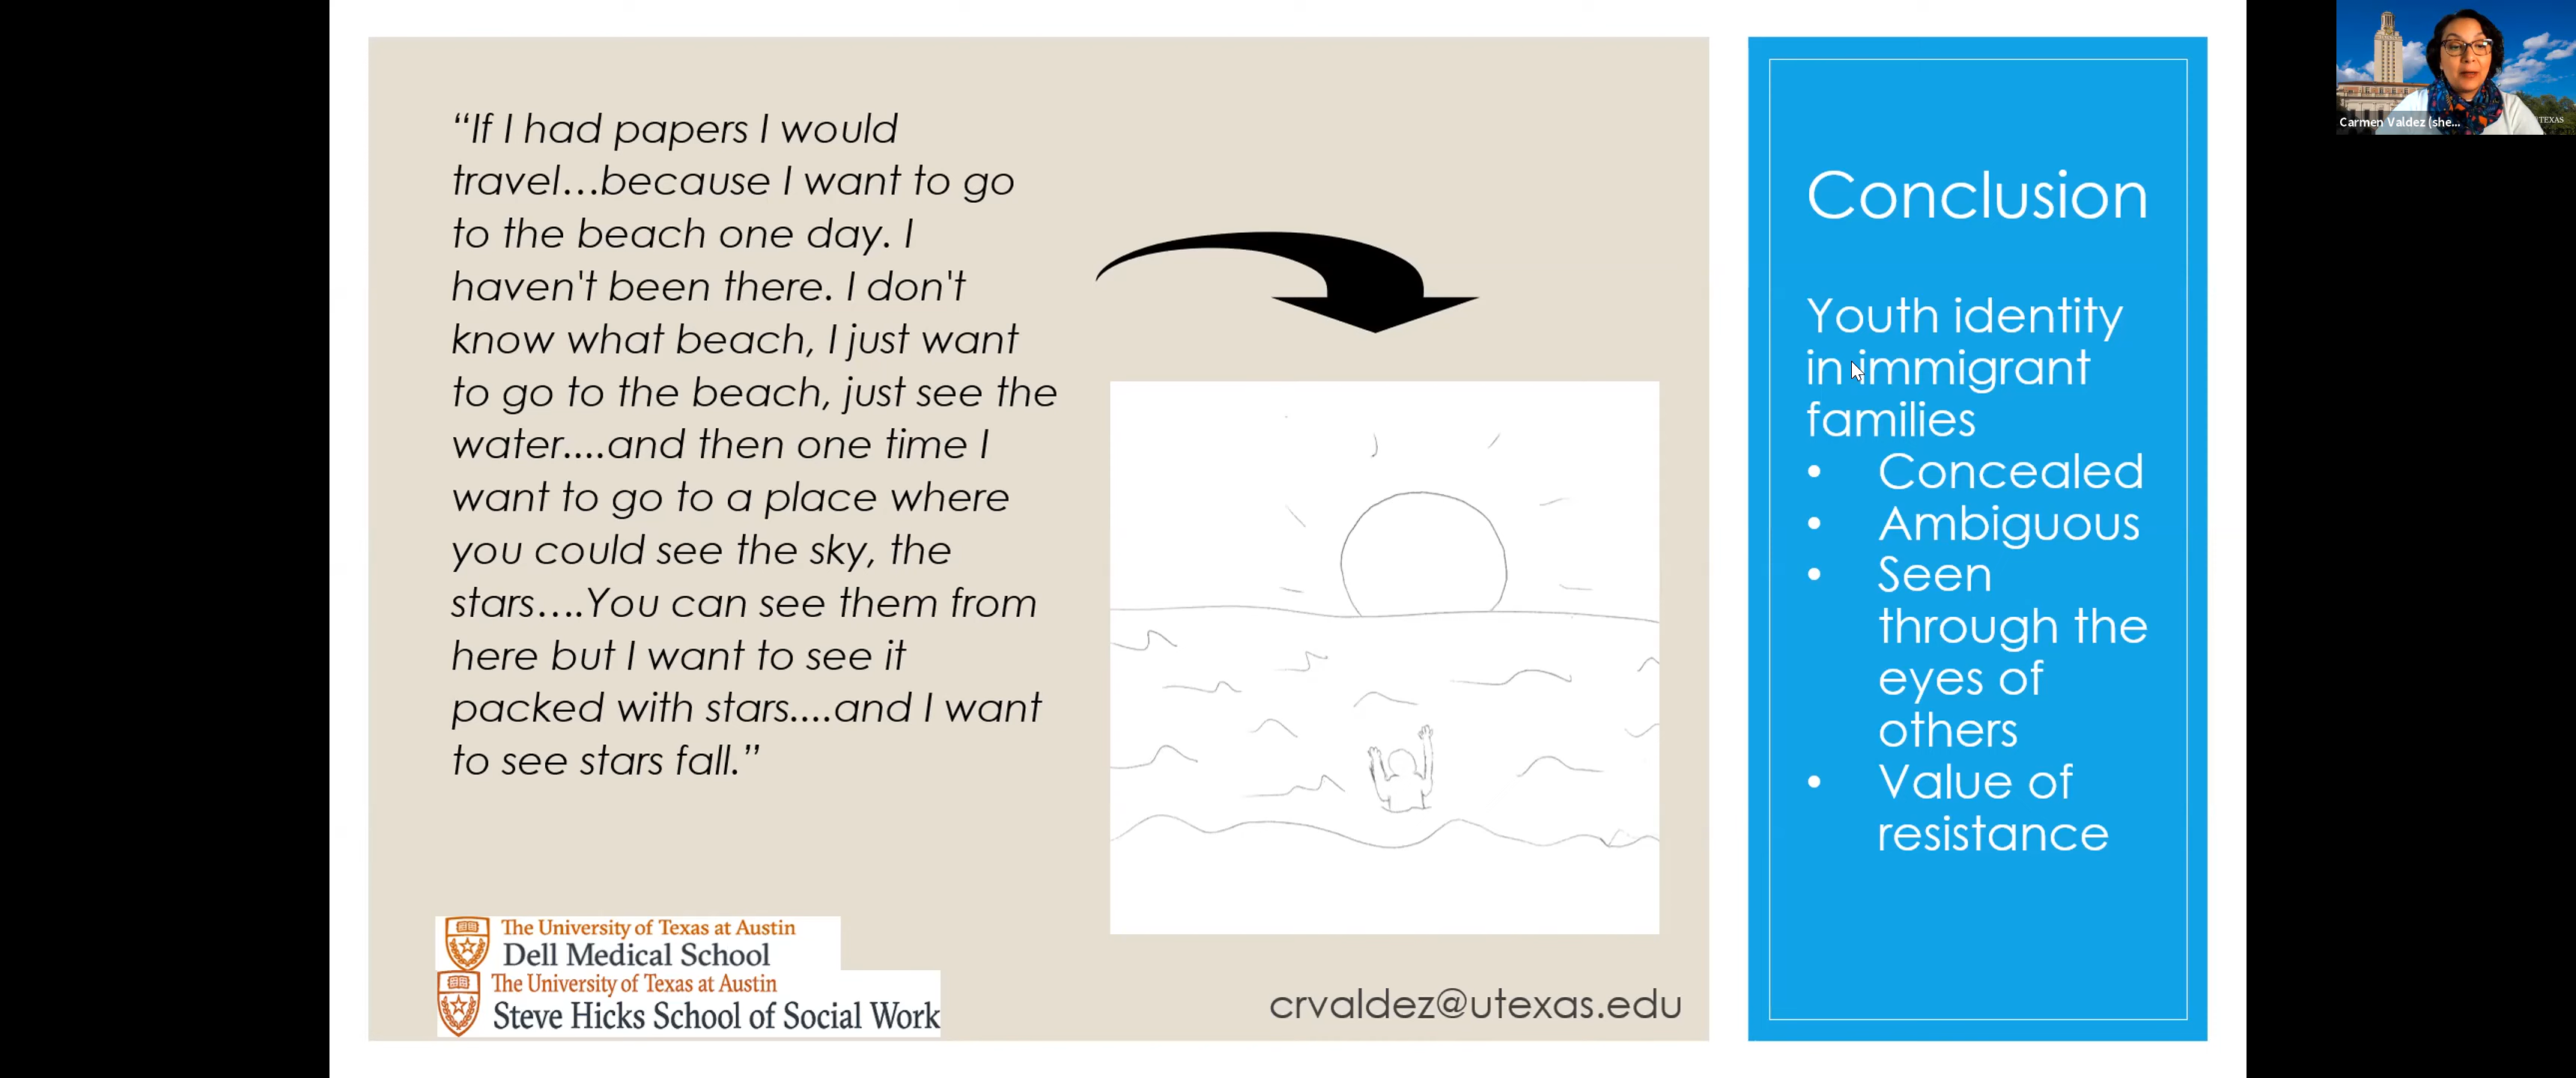 “If I had papers I would
travel...because I want to go
to the beach one day. I
haven't been there. I don't
know what beach, I just want
to go to the beach, just see the
water....and then one time I
want to go to a place where
you could see the sky, the
stars....You can see them from
here but I want to see it
packed with stars....and I want
to see stars fall.”
The University of Texas at Austin
Dell Medical School
The University of Texas at Austin
Steve Hicks School of Social Work
crvaldez@utexas.edu
Conclusion
Youth identity
in immigrant
families
• Concealed
• Ambiguous
• Seen
through the
eyes of
others
• Value of
resistance
Carmen Valdez (she...
TEXAS